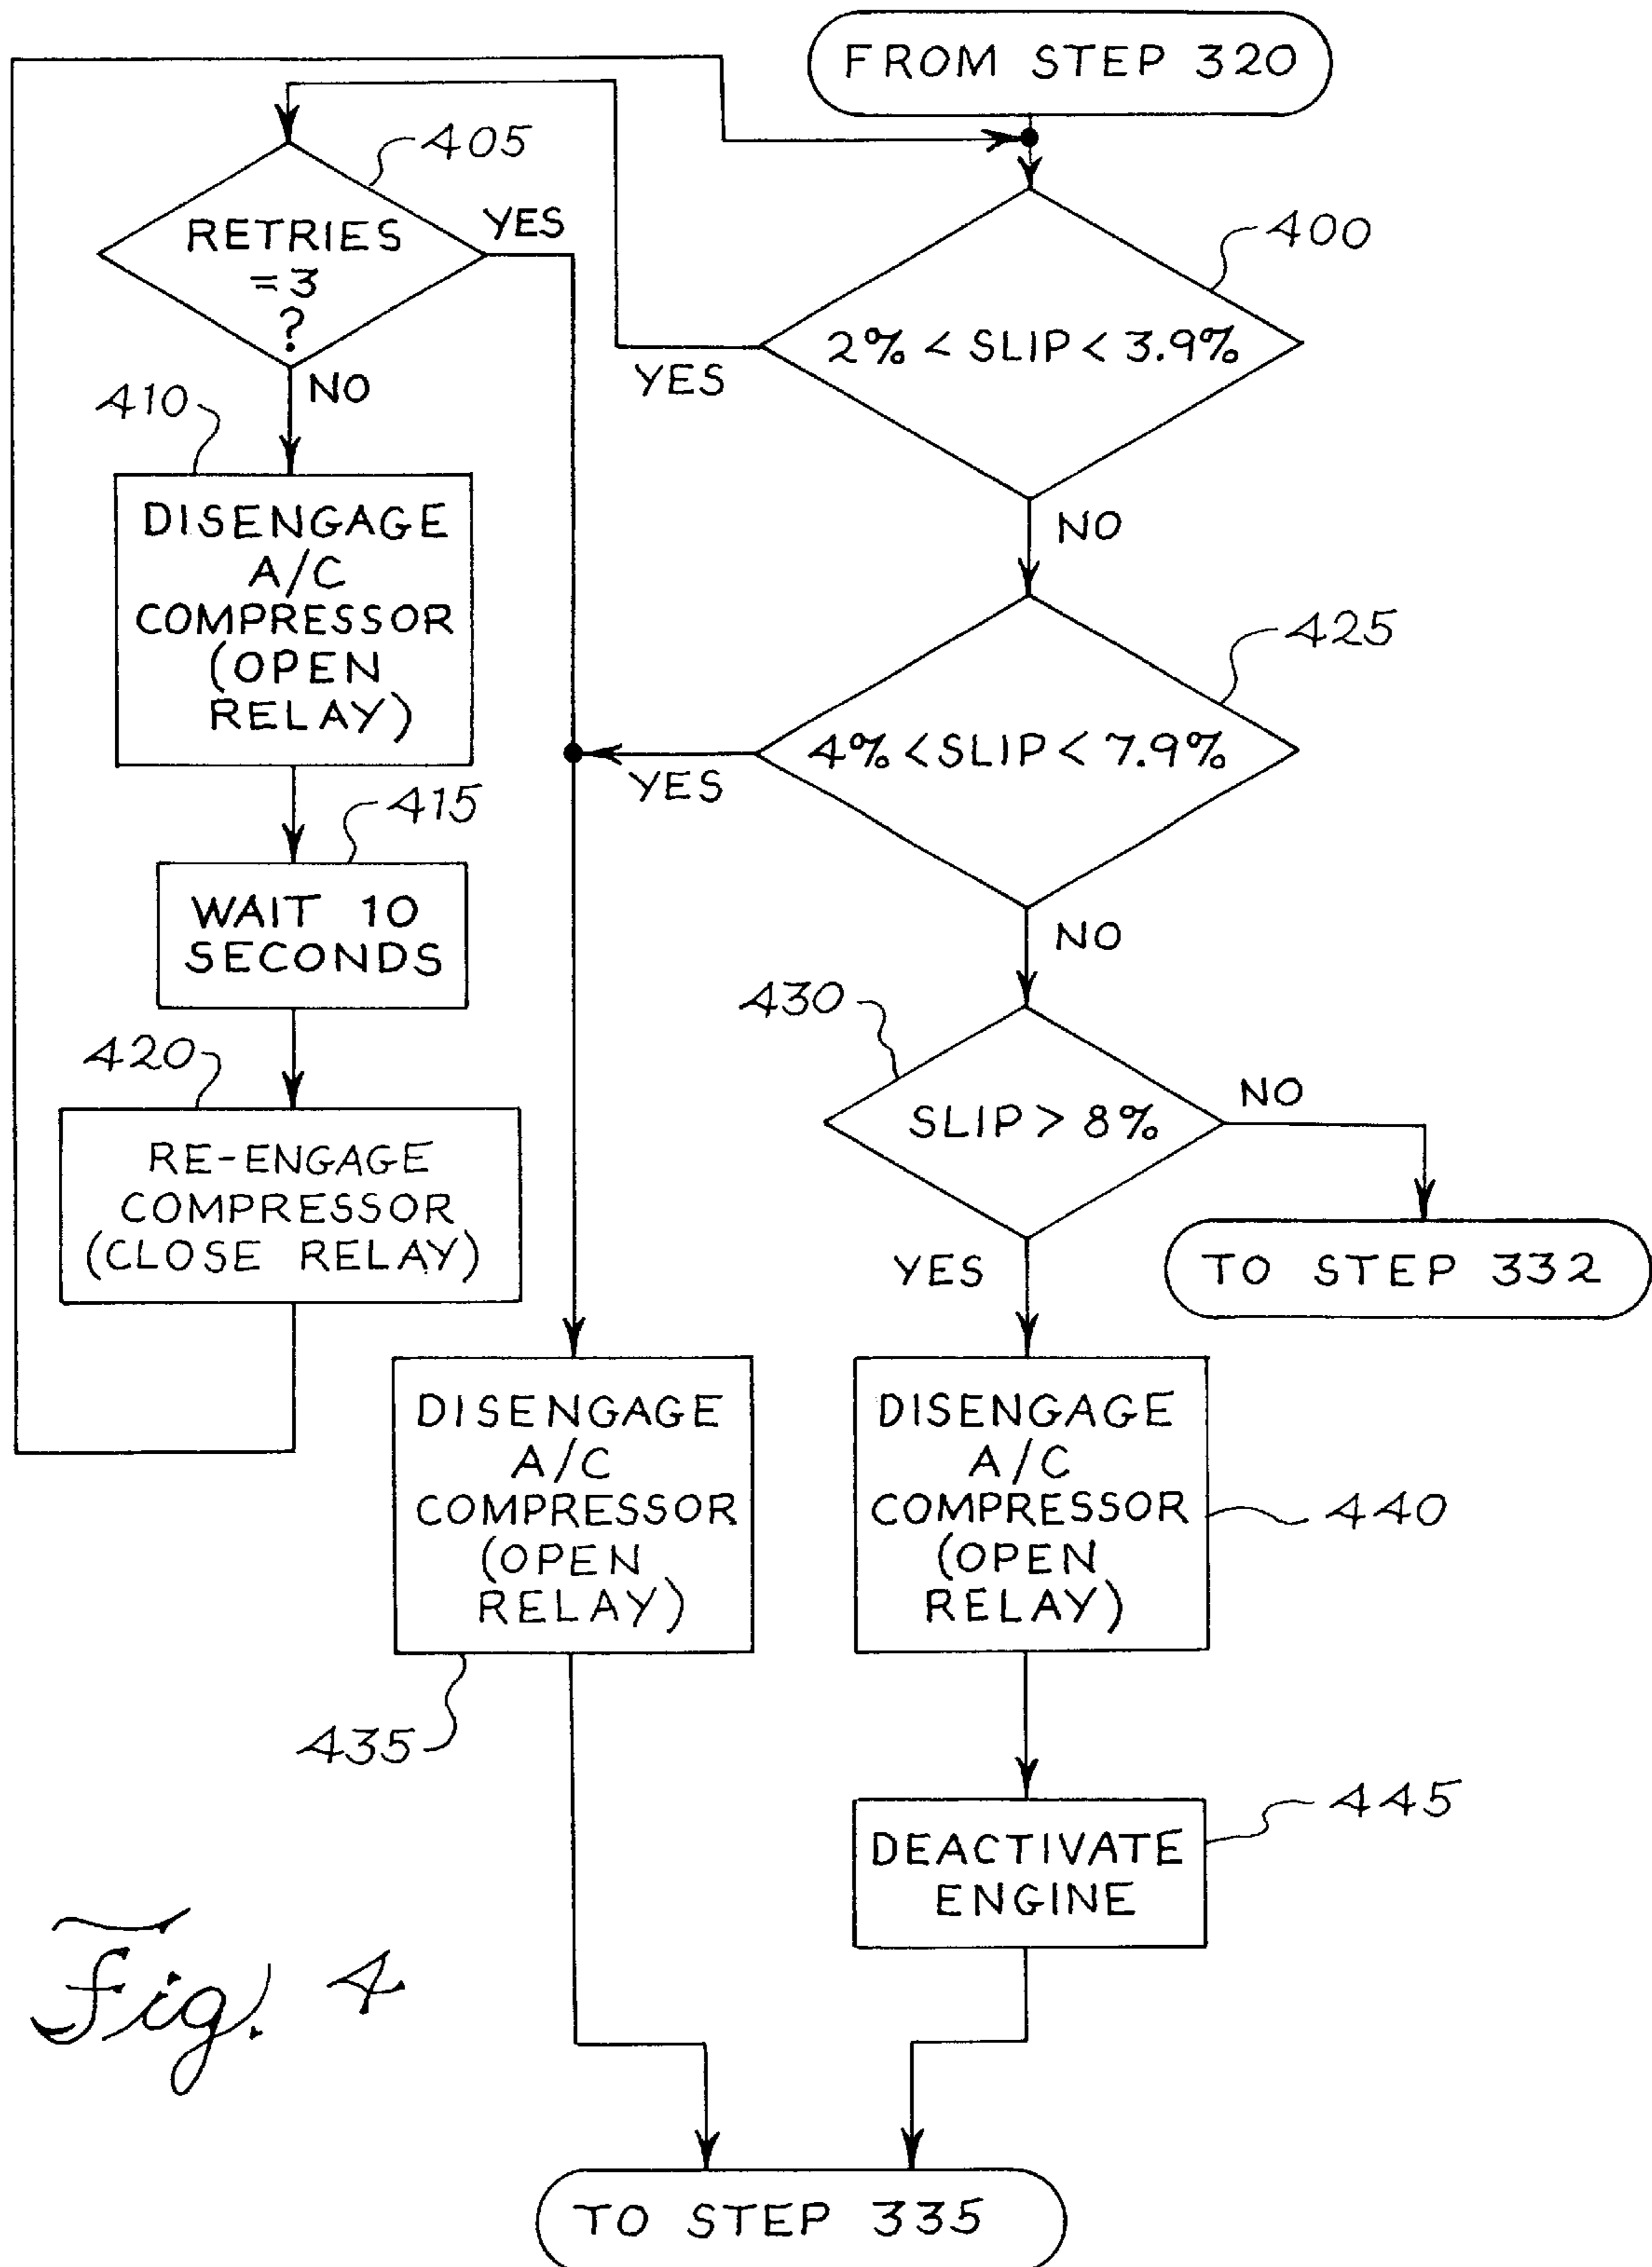 FROM STEP 320
405
RETRIES
=3
?
YES
NO
400
2% < SLIP < 3.9%
YES
NO
410
DISENGAGE
A/C
COMPRESSOR
(OPEN
RELAY)
415
WAIT 10
SECONDS
420
RE-ENGAGE
COMPRESSOR
(CLOSE RELAY)
425
4% < SLIP < 7.9%
YES
NO
430
SLIP > 8%
NO
YES
TO STEP 332
DISENGAGE
A/C
COMPRESSOR
(OPEN
RELAY)
435
DISENGAGE
A/C
COMPRESSOR
(OPEN
RELAY)
440
DEACTIVATE
ENGINE
445
Fig. 4
TO STEP 335